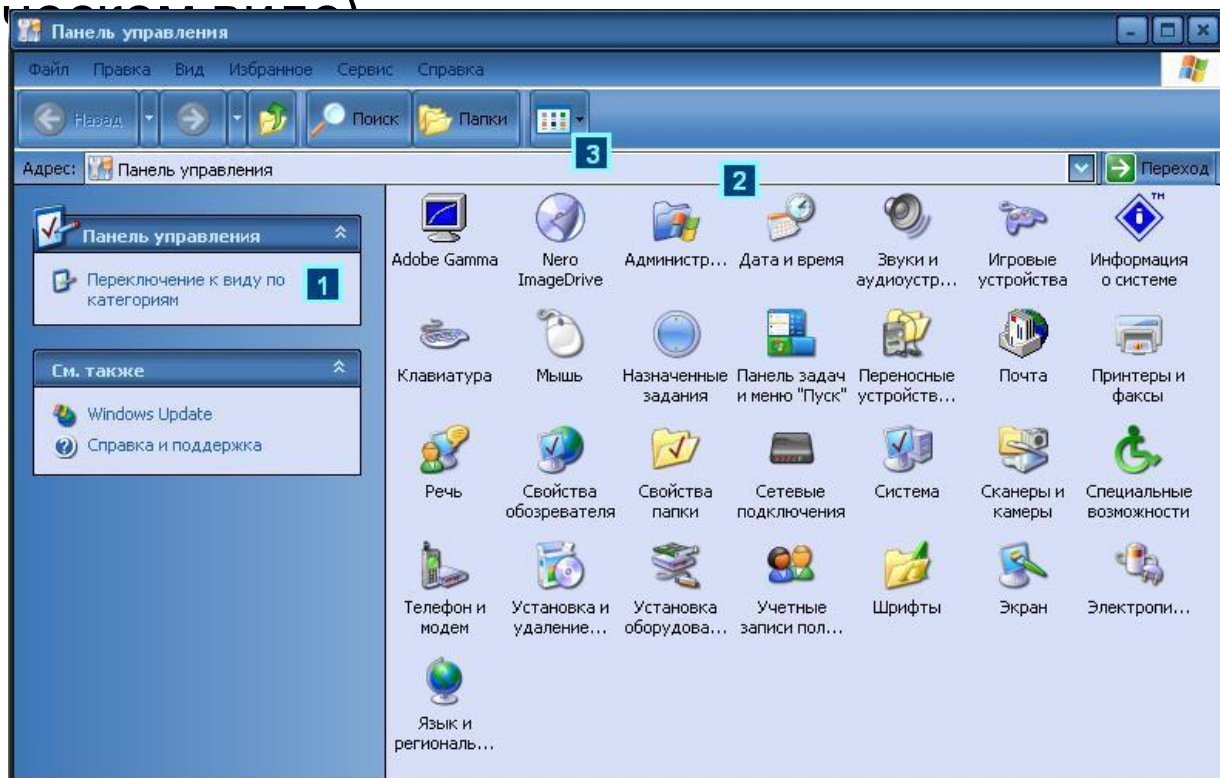 Панель управления
Файл Правка Вид Избранное Сервис Справка
Назад Поиск Папки
3
Адрес: Панель управления Переход
2
Панель управления
Переключение к виду по
категориям
1
См. также
Windows Update
Справка и поддержка
Adobe Gamma
Nero
ImageDrive
Администр...
Дата и время
Звуки и
аудиоустр...
Игровые
устройства
Информация
о системе
Клавиатура
Мышь
Назначенные
задания
Панель задач
и меню "Пуск"
Переносные
устройств...
Почта
Принтеры и
факсы
Речь
Свойства
обозревателя
Свойства
папки
Сетевые
подключения
Система
Сканеры и
камеры
Специальные
возможности
Телефон и
модем
Установка и
удаление...
Установка
оборудова...
Учетные
записи пол...
Шрифты
Экран
Электропи...
Язык и
региональ...